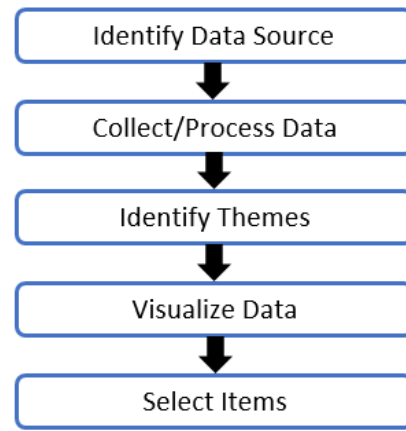 Identify Data Source
Collect/Process Data
Identify Themes
Visualize Data
Select Items